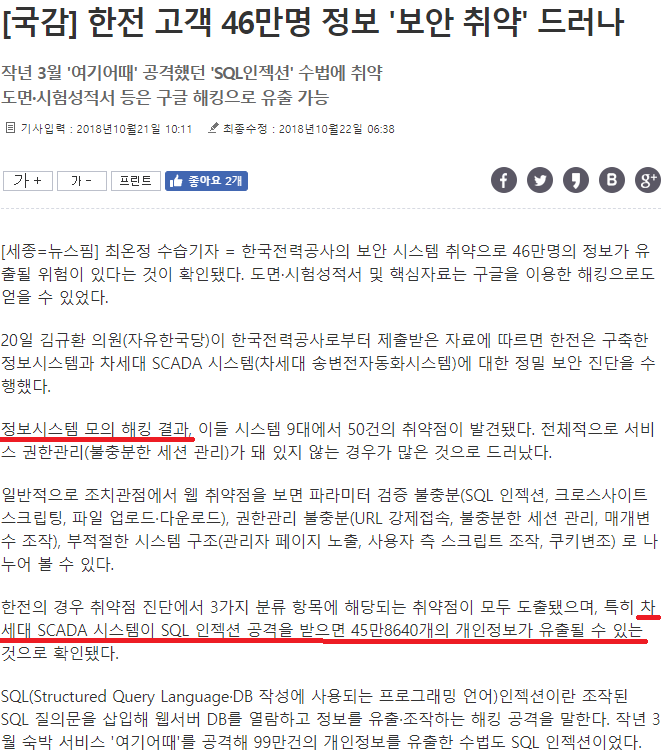 [국감] 한전 고객 46만명 정보 '보안 취약' 드러나
작년 3월 '여기어때' 공격했던 'SQL인젝션' 수법에 취약
도면·시험성적서 등은 구글 해킹으로 유출 가능
기사입력 : 2018년10월21일 10:11 최종수정 : 2018년10월22일 06:38
가 + 가 - 프린트 좋아요 2개 f B g+
[세종=뉴스핌] 최온정 수습기자 = 한국전력공사의 보안 시스템 취약으로 46만명의 정보가 유
출될 위험이 있다는 것이 확인됐다. 도면·시험성적서 및 핵심자료는 구글을 이용한 해킹으로도
얻을 수 있었다.
20일 김규환 의원(자유한국당)이 한국전력공사로부터 제출받은 자료에 따르면 한전은 구축한
정보시스템과 차세대 SCADA 시스템(차세대 송변전자동화시스템)에 대한 정밀 보안 진단을 수
행했다.
정보시스템 모의 해킹 결과, 이들 시스템 9대에서 50건의 취약점이 발견됐다. 전체적으로 서비
스 권한관리(불충분한 세션 관리)가 돼 있지 않는 경우가 많은 것으로 드러났다.
일반적으로 조치관점에서 웹 취약점을 보면 파라미터 검증 불충분(SQL 인젝션, 크로스사이트
스크립팅, 파일 업로드·다운로드), 권한관리 불충분(URL 강제접속, 불충분한 세션 관리, 매개변
수 조작), 부적절한 시스템 구조(관리자 페이지 노출, 사용자 측 스크립트 조작, 쿠키변조) 로 나
누어 볼 수 있다.
한전의 경우 취약점 진단에서 3가지 분류 항목에 해당되는 취약점이 모두 도출됐으며, 특히 차
세대 SCADA 시스템이 SQL 인젝션 공격을 받으면 45만8640개의 개인정보가 유출될 수 있는
것으로 확인됐다.
SQL(Structured Query Language·DB 작성에 사용되는 프로그래밍 언어)인젝션이란 조작된
SQL 질의문을 삽입해 웹서버 DB를 열람하고 정보를 유출·조작하는 해킹 공격을 말한다. 작년 3
월 숙박 서비스 '여기어때'를 공격해 99만건의 개인정보를 유출한 수법도 SQL 인젝션이었다.